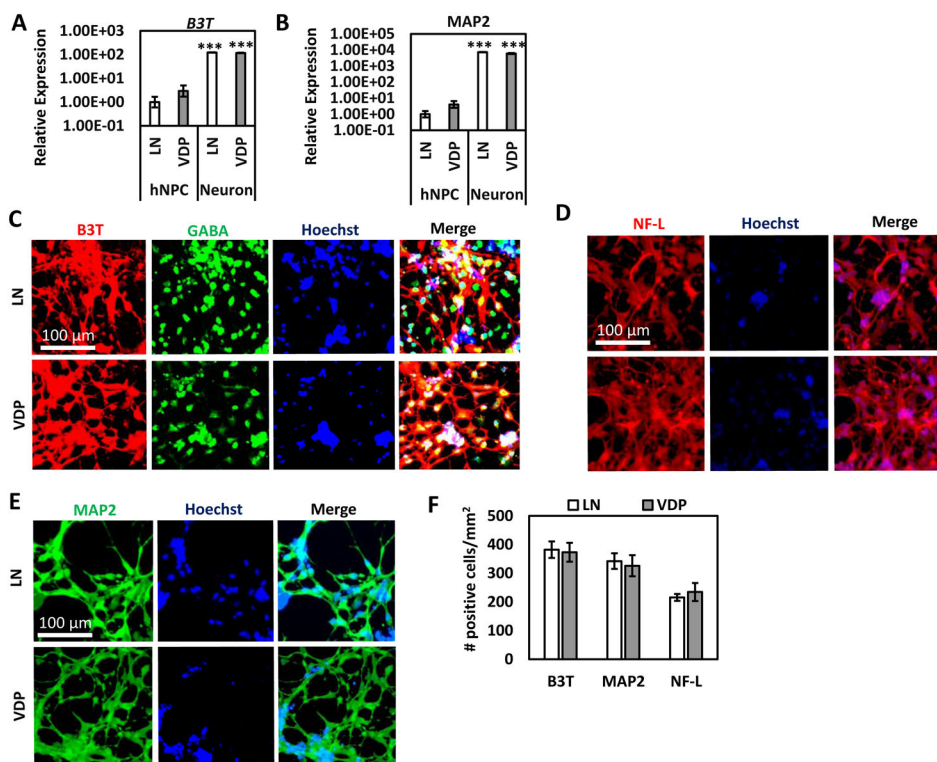 A
B3T
Relative Expression
1.00E+03
1.00E+02
1.00E+01
1.00E+00
1.00E-01
*** ***
LN VDP LN VDP
hNPC Neuron
B
MAP2
Relative Expression
1.00E+05
1.00E+04
1.00E+03
1.00E+02
1.00E+01
1.00E+00
1.00E-01
*** ***
LN VDP LN VDP
hNPC Neuron
C
B3T GABA Hoechst Merge
LN
100 µm
VDP
D
NF-L Hoechst Merge
100 µm
E
MAP2 Hoechst Merge
LN
100 µm
VDP
F
LN VDP
# positive cells/mm²
500
400
300
200
100
0
B3T MAP2 NF-L